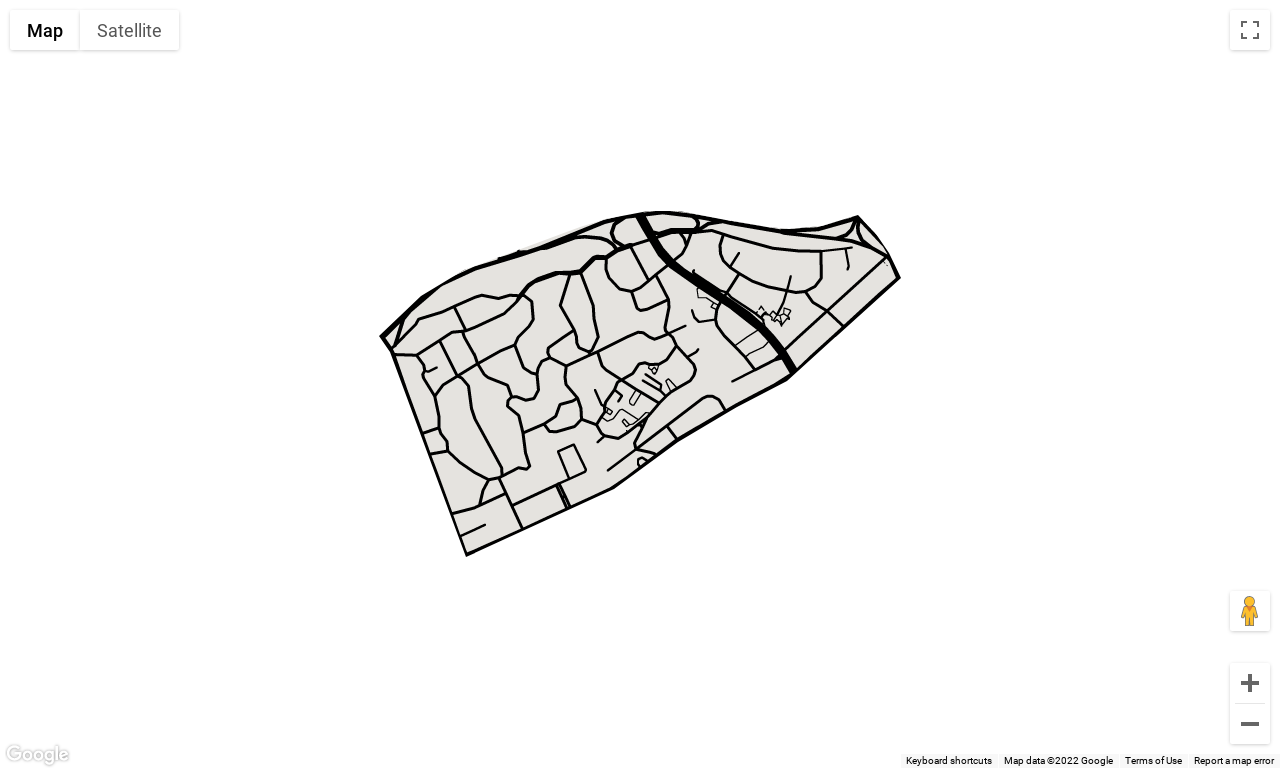 Map Satellite
Google
Keyboard shortcuts Map data ©2022 Google Terms of Use Report a map error